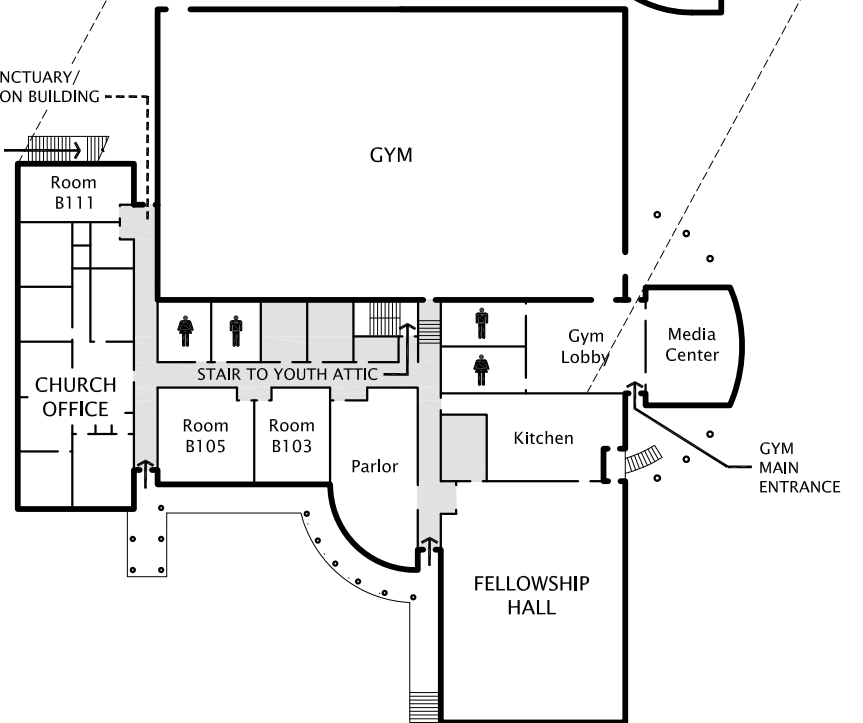 NCTUARY/
ON BUILDING
GYM
Room
B111
Gym
Lobby
Media
Center
STAIR TO YOUTH ATTIC
CHURCH
OFFICE
Room
B105
Room
B103
Parlor
Kitchen
GYM
MAIN
ENTRANCE
FELLOWSHIP
HALL